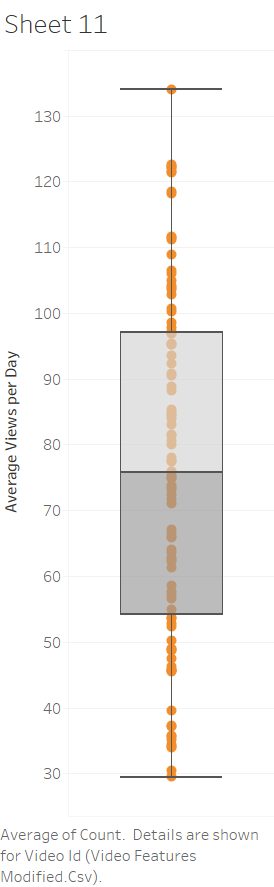 Sheet 11
130
120
110
100
90
80
70
60
50
40
30
Average Views per Day
Average of Count.  Details are shown
for Video Id (Video Features
Modified.Csv).